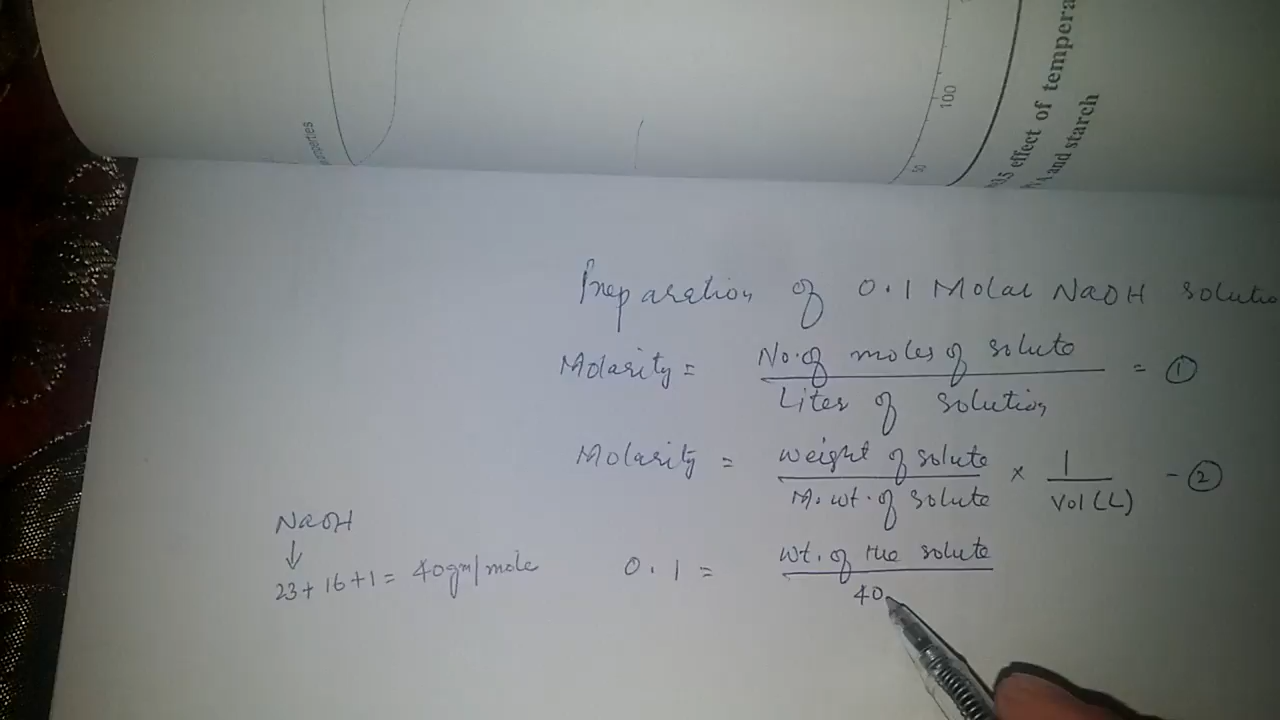 properties
50
100
effect of tempera
and starch
Preparation of 0.1 Molar NaOH solutio
Molarity = No. of moles of solute / Liter of solution = ①
Molarity = weight of solute / M. wt. of solute × 1 / Vol (L) - ②
NaOH
↓
23 + 16 + 1 = 40gm/mole
0.1 = wt. of the solute / 40